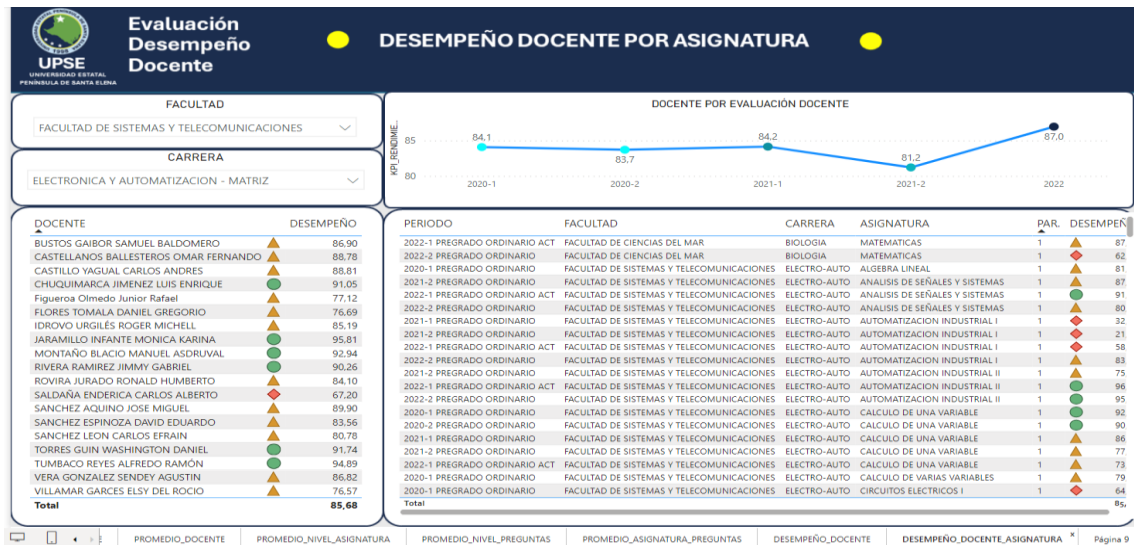 Evaluación
Desempeño
Docente
DESEMPEÑO DOCENTE POR ASIGNATURA
UPSE
UNIVERSIDAD ESTATAL
PENÍNSULA DE SANTA ELENA
FACULTAD
FACULTAD DE SISTEMAS Y TELECOMUNICACIONES
CARRERA
ELECTRONICA Y AUTOMATIZACION - MATRIZ
DOCENTE POR EVALUACIÓN DOCENTE
KPI_RENDIMIE...
85
80
84,1
83,7
84,2
81,2
87,0
2020-1 2020-2 2021-1 2021-2 2022
DOCENTE DESEMPEÑO
BUSTOS GAIBOR SAMUEL BALDOMERO 86,90
CASTELLANOS BALLESTEROS OMAR FERNANDO 88,78
CASTILLO YAGUAL CARLOS ANDRES 88,81
CHUQUIMARCA JIMENEZ LUIS ENRIQUE 91,05
Figueroa Olmedo Junior Rafael 77,12
FLORES TOMALA DANIEL GREGORIO 76,69
IDROVO URGILÉS ROGER MICHELL 85,19
JARAMILLO INFANTE MONICA KARINA 95,81
MONTAÑO BLACIO MANUEL ASDRUVAL 92,94
RIVERA RAMIREZ JIMMY GABRIEL 90,26
ROVIRA JURADO RONALD HUMBERTO 84,10
SALDAÑA ENDERICA CARLOS ALBERTO 67,20
SANCHEZ AQUINO JOSE MIGUEL 89,90
SANCHEZ ESPINOZA DAVID EDUARDO 83,56
SANCHEZ LEON CARLOS EFRAIN 80,78
TORRES GUIN WASHINGTON DANIEL 91,74
TUMBACO REYES ALFREDO RAMÓN 94,89
VERA GONZALEZ SENDEY AGUSTIN 86,82
VILLAMAR GARCES ELSY DEL ROCIO 76,57
Total 85,68
PERIODO FACULTAD CARRERA ASIGNATURA PAR. DESEMPEÑ
2022-1 PREGRADO ORDINARIO ACT FACULTAD DE CIENCIAS DEL MAR BIOLOGIA MATEMATICAS 1 87
2022-2 PREGRADO ORDINARIO FACULTAD DE CIENCIAS DEL MAR BIOLOGIA MATEMATICAS 1 62
2020-1 PREGRADO ORDINARIO FACULTAD DE SISTEMAS Y TELECOMUNICACIONES ELECTRO-AUTO ALGEBRA LINEAL 1 81
2021-2 PREGRADO ORDINARIO FACULTAD DE SISTEMAS Y TELECOMUNICACIONES ELECTRO-AUTO ANALISIS DE SEÑALES Y SISTEMAS 1 87
2022-1 PREGRADO ORDINARIO ACT FACULTAD DE SISTEMAS Y TELECOMUNICACIONES ELECTRO-AUTO ANALISIS DE SEÑALES Y SISTEMAS 1 91
2022-2 PREGRADO ORDINARIO FACULTAD DE SISTEMAS Y TELECOMUNICACIONES ELECTRO-AUTO ANALISIS DE SEÑALES Y SISTEMAS 1 80
2021-1 PREGRADO ORDINARIO FACULTAD DE SISTEMAS Y TELECOMUNICACIONES ELECTRO-AUTO AUTOMATIZACION INDUSTRIAL I 1 32
2021-2 PREGRADO ORDINARIO FACULTAD DE SISTEMAS Y TELECOMUNICACIONES ELECTRO-AUTO AUTOMATIZACION INDUSTRIAL I 1 21
2022-1 PREGRADO ORDINARIO ACT FACULTAD DE SISTEMAS Y TELECOMUNICACIONES ELECTRO-AUTO AUTOMATIZACION INDUSTRIAL I 1 58
2022-2 PREGRADO ORDINARIO FACULTAD DE SISTEMAS Y TELECOMUNICACIONES ELECTRO-AUTO AUTOMATIZACION INDUSTRIAL I 1 83
2021-2 PREGRADO ORDINARIO FACULTAD DE SISTEMAS Y TELECOMUNICACIONES ELECTRO-AUTO AUTOMATIZACION INDUSTRIAL II 1 75
2022-1 PREGRADO ORDINARIO ACT FACULTAD DE SISTEMAS Y TELECOMUNICACIONES ELECTRO-AUTO AUTOMATIZACION INDUSTRIAL II 1 96
2022-2 PREGRADO ORDINARIO FACULTAD DE SISTEMAS Y TELECOMUNICACIONES ELECTRO-AUTO AUTOMATIZACION INDUSTRIAL II 1 95
2020-1 PREGRADO ORDINARIO FACULTAD DE SISTEMAS Y TELECOMUNICACIONES ELECTRO-AUTO CALCULO DE UNA VARIABLE 1 92
2020-2 PREGRADO ORDINARIO FACULTAD DE SISTEMAS Y TELECOMUNICACIONES ELECTRO-AUTO CALCULO DE UNA VARIABLE 1 90
2021-1 PREGRADO ORDINARIO FACULTAD DE SISTEMAS Y TELECOMUNICACIONES ELECTRO-AUTO CALCULO DE UNA VARIABLE 1 86
2021-2 PREGRADO ORDINARIO FACULTAD DE SISTEMAS Y TELECOMUNICACIONES ELECTRO-AUTO CALCULO DE UNA VARIABLE 1 77
2022-1 PREGRADO ORDINARIO ACT FACULTAD DE SISTEMAS Y TELECOMUNICACIONES ELECTRO-AUTO CALCULO DE UNA VARIABLE 1 73
2020-1 PREGRADO ORDINARIO FACULTAD DE SISTEMAS Y TELECOMUNICACIONES ELECTRO-AUTO CALCULO DE VARIAS VARIABLES 1 79
2020-1 PREGRADO ORDINARIO FACULTAD DE SISTEMAS Y TELECOMUNICACIONES ELECTRO-AUTO CIRCUITOS ELECTRICOS I 1 64
Total 85,
PROMEDIO_DOCENTE PROMEDIO_NIVEL_ASIGNATURA PROMEDIO_NIVEL_PREGUNTAS PROMEDIO_ASIGNATURA_PREGUNTAS DESEMPEÑO_DOCENTE DESEMPEÑO_DOCENTE_ASIGNATURA Página 9